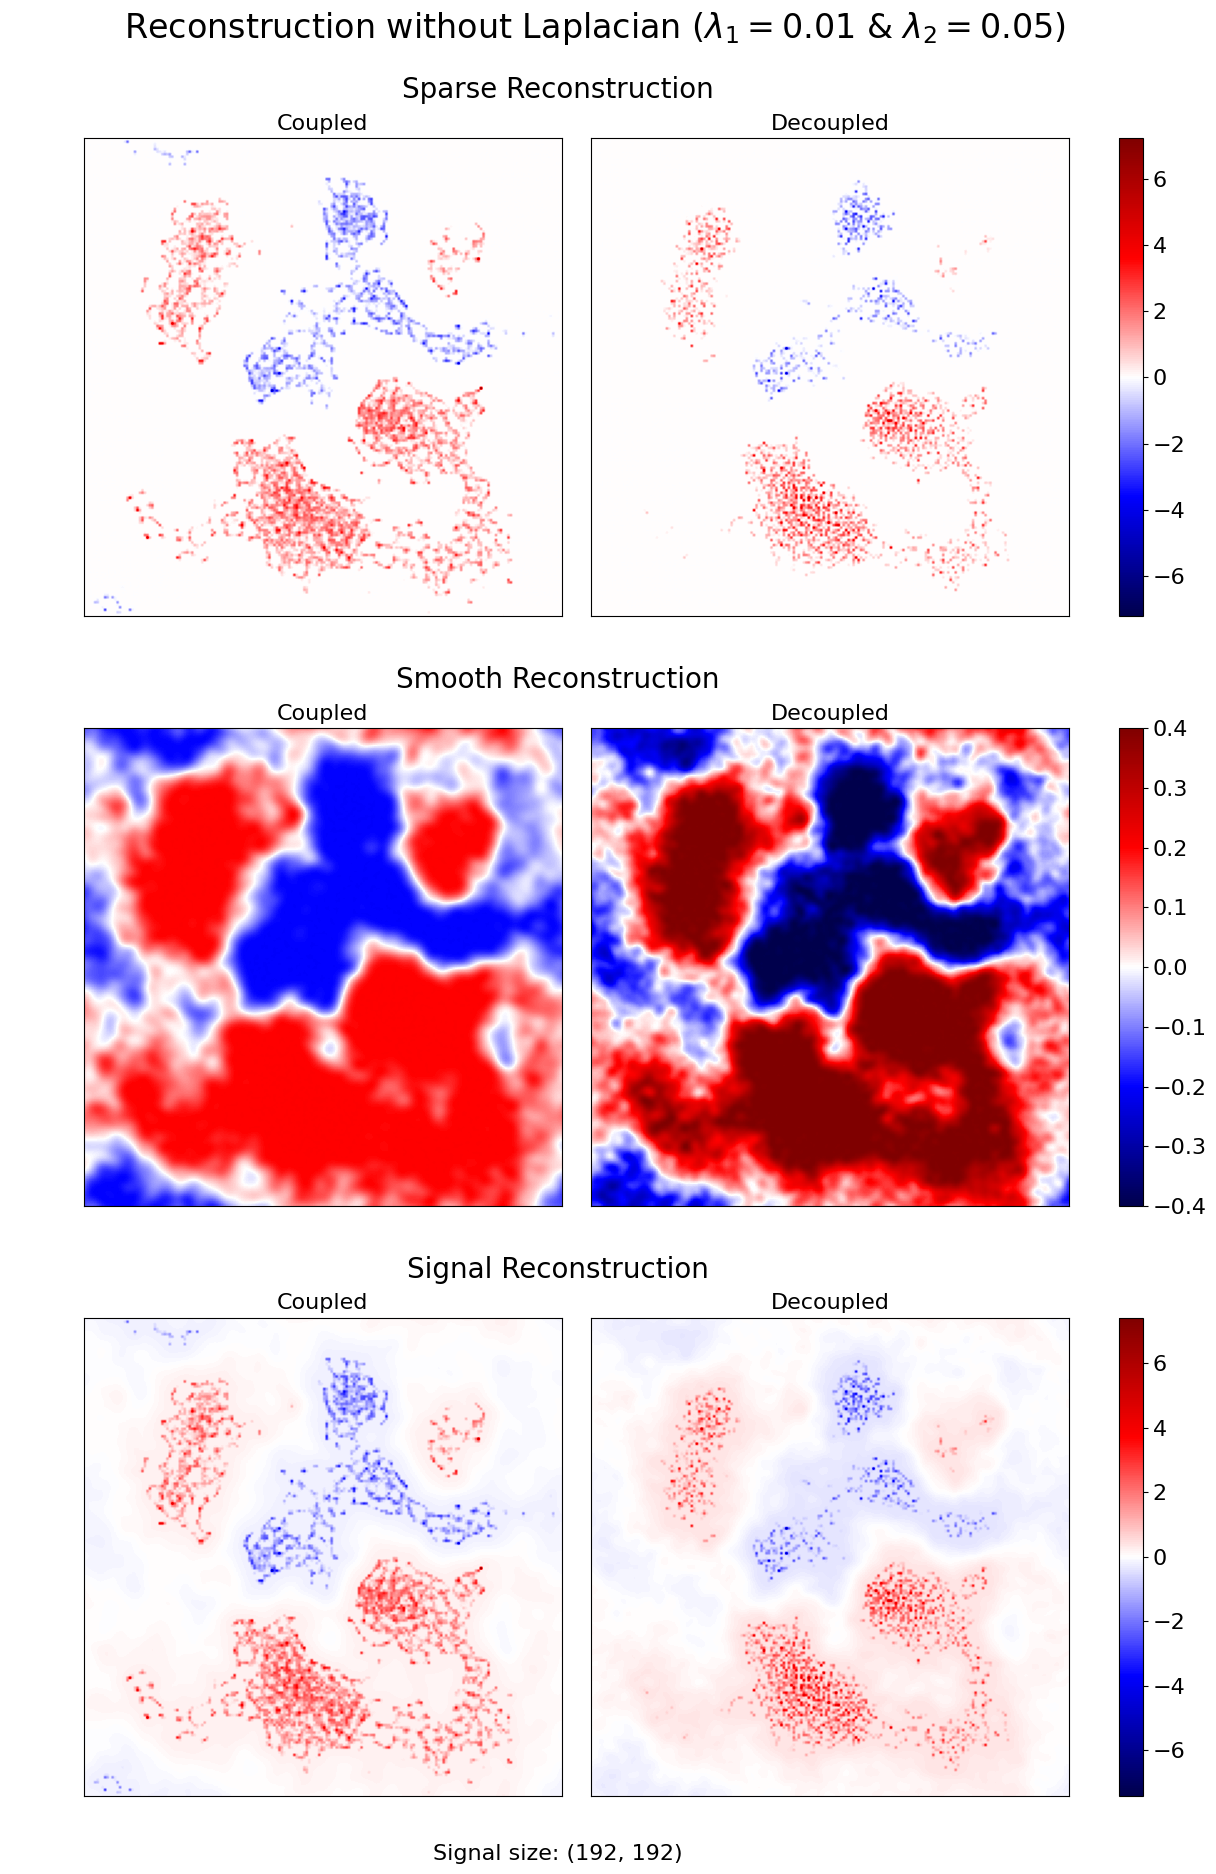 Reconstruction without Laplacian (λ₁ = 0.01 & λ₂ = 0.05)
Sparse Reconstruction
Coupled
Decoupled
6
4
2
0
−2
−4
−6
Smooth Reconstruction
Coupled
Decoupled
0.4
0.3
0.2
0.1
0.0
−0.1
−0.2
−0.3
−0.4
Signal Reconstruction
Coupled
Decoupled
6
4
2
0
−2
−4
−6
Signal size: (192, 192)